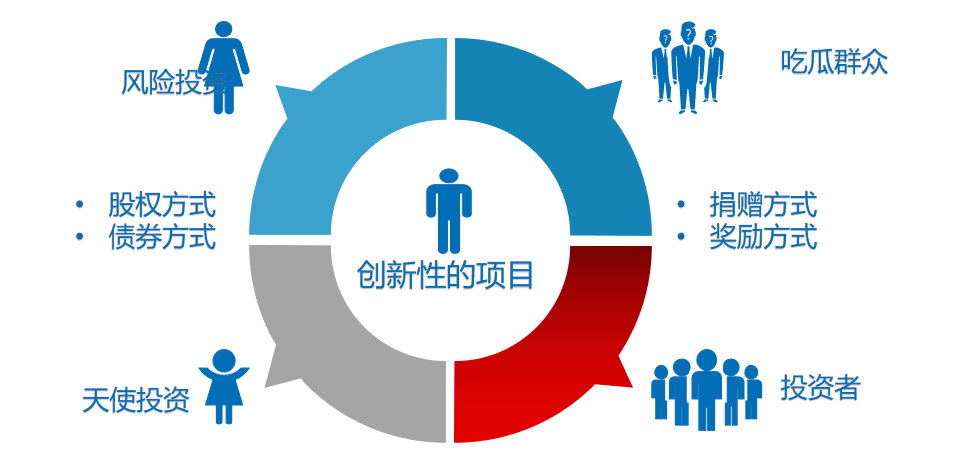 风险投资
吃瓜群众
? ? ?
• 股权方式
• 债券方式
• 捐赠方式
• 奖励方式
创新性的项目
天使投资
投资者